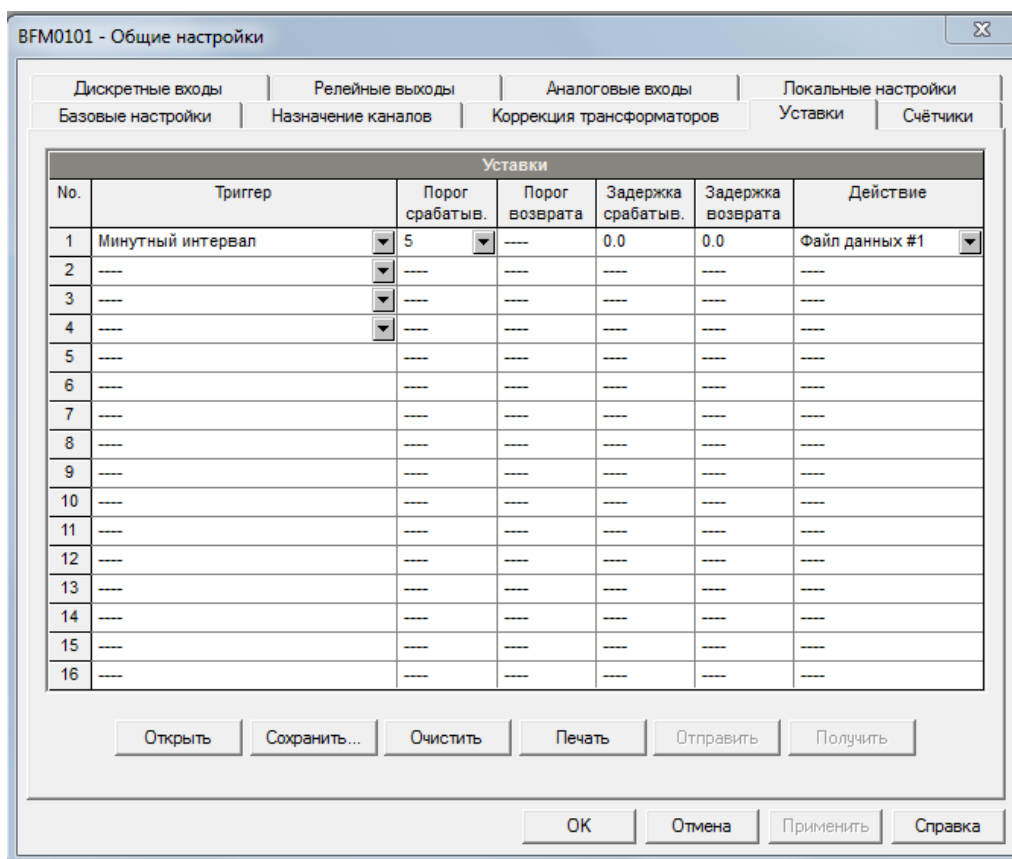 BFM0101 - Общие настройки
Дискретные входы Релейные выходы Аналоговые входы Локальные настройки
Базовые настройки Назначение каналов Коррекция трансформаторов Уставки Счётчики
Уставки
No. Триггер Порог срабатыв. Порог возврата Задержка срабатыв. Задержка возврата Действие
1 Минутный интервал 5 ---- 0.0 0.0 Файл данных #1
2 ---- ---- ---- ---- ---- ----
3 ---- ---- ---- ---- ---- ----
4 ---- ---- ---- ---- ---- ----
5 ---- ---- ---- ---- ---- ----
6 ---- ---- ---- ---- ---- ----
7 ---- ---- ---- ---- ---- ----
8 ---- ---- ---- ---- ---- ----
9 ---- ---- ---- ---- ---- ----
10 ---- ---- ---- ---- ---- ----
11 ---- ---- ---- ---- ---- ----
12 ---- ---- ---- ---- ---- ----
13 ---- ---- ---- ---- ---- ----
14 ---- ---- ---- ---- ---- ----
15 ---- ---- ---- ---- ---- ----
16 ---- ---- ---- ---- ---- ----
Открыть Сохранить... Очистить Печать Отправить Получить
OK Отмена Применить Справка